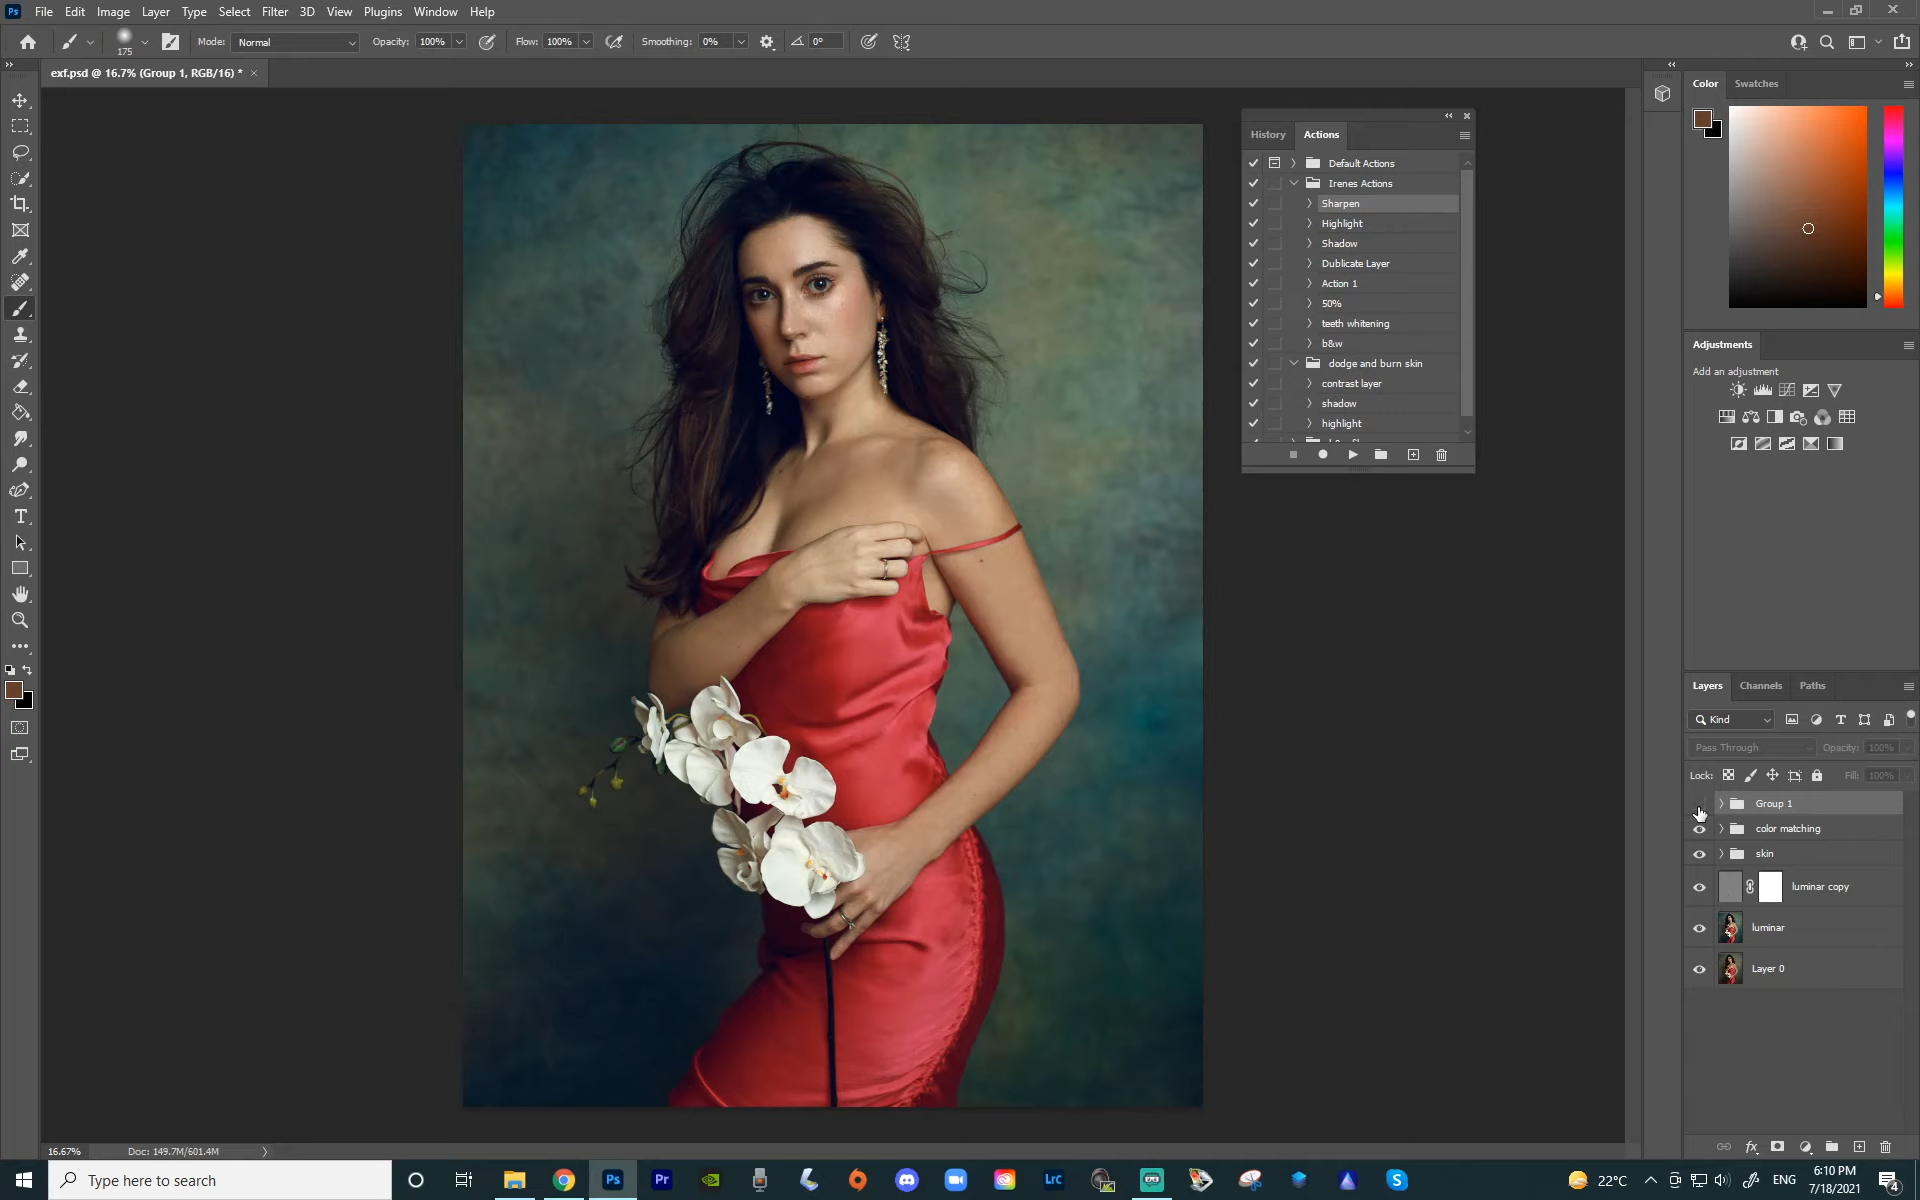 Ps File Edit Image Layer Type Select Filter 3D View Plugins Window Help
175 Mode: Normal Opacity: 100% Flow: 100% Smoothing: 0% 0°
exf.psd @ 16.7% (Group 1, RGB/16) * ×
History Actions
Default Actions
Irenes Actions
Sharpen
Highlight
Shadow
Dublicate Layer
Action 1
50%
teeth whitening
b&w
dodge and burn skin
contrast layer
shadow
highlight
Color Swatches
Adjustments
Add an adjustment
Layers Channels Paths
Kind
Pass Through Opacity: 100%
Lock: Fill: 100%
Group 1
color matching
skin
luminar copy
luminar
Layer 0
16.67% Doc: 149.7M/601.4M
Type here to search
Ps Pr Lrc
22°C ENG 6:10 PM
7/18/2021 4